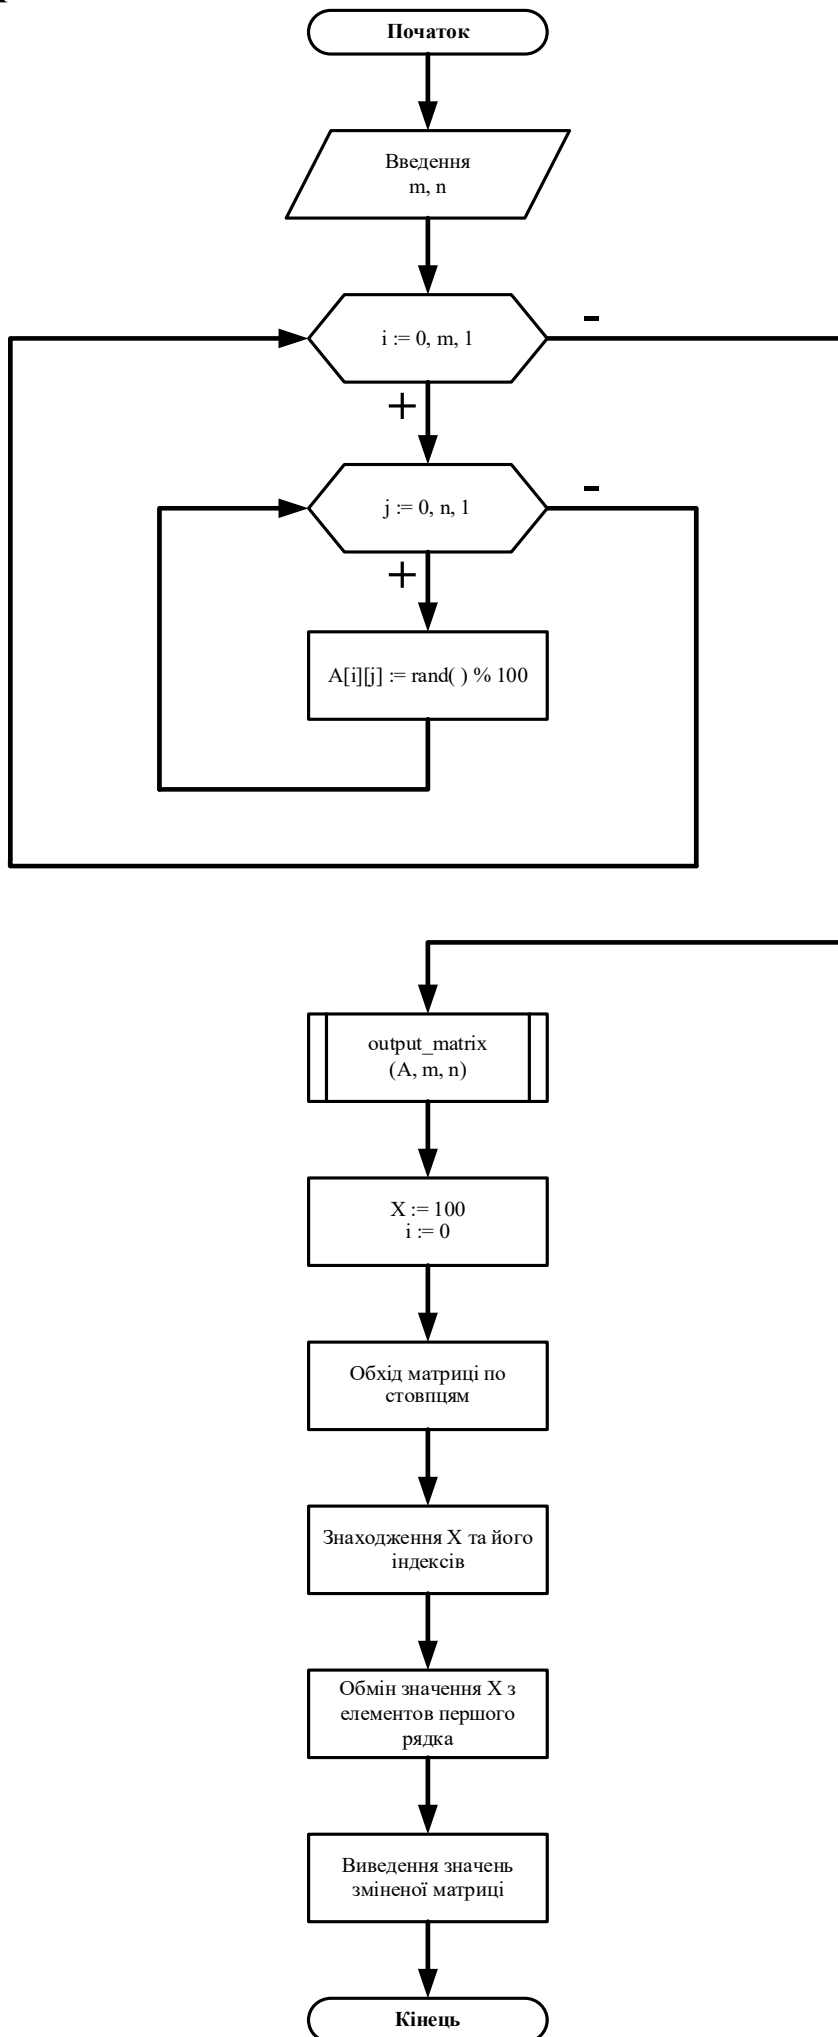 Початок
Введення
m, n
i := 0, m, 1
-
+
j := 0, n, 1
-
+
A[i][j] := rand( ) % 100
output_matrix
(A, m, n)
X := 100
i := 0
Обхід матриці по
стовпцям
Знаходження X та його
індексів
Обмін значення X з
елементов першого
рядка
Виведення значень
зміненої матриці
Кінець